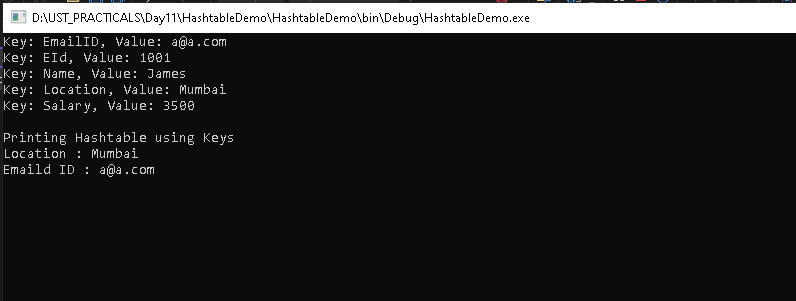 D:\UST_PRACTICALS\Day11\HashtableDemo\HashtableDemo\bin\Debug\HashtableDemo.exe
Key: EmailID, Value: a@a.com
Key: EId, Value: 1001
Key: Name, Value: James
Key: Location, Value: Mumbai
Key: Salary, Value: 3500
Printing Hashtable using Keys
Location : Mumbai
Emaild ID : a@a.com